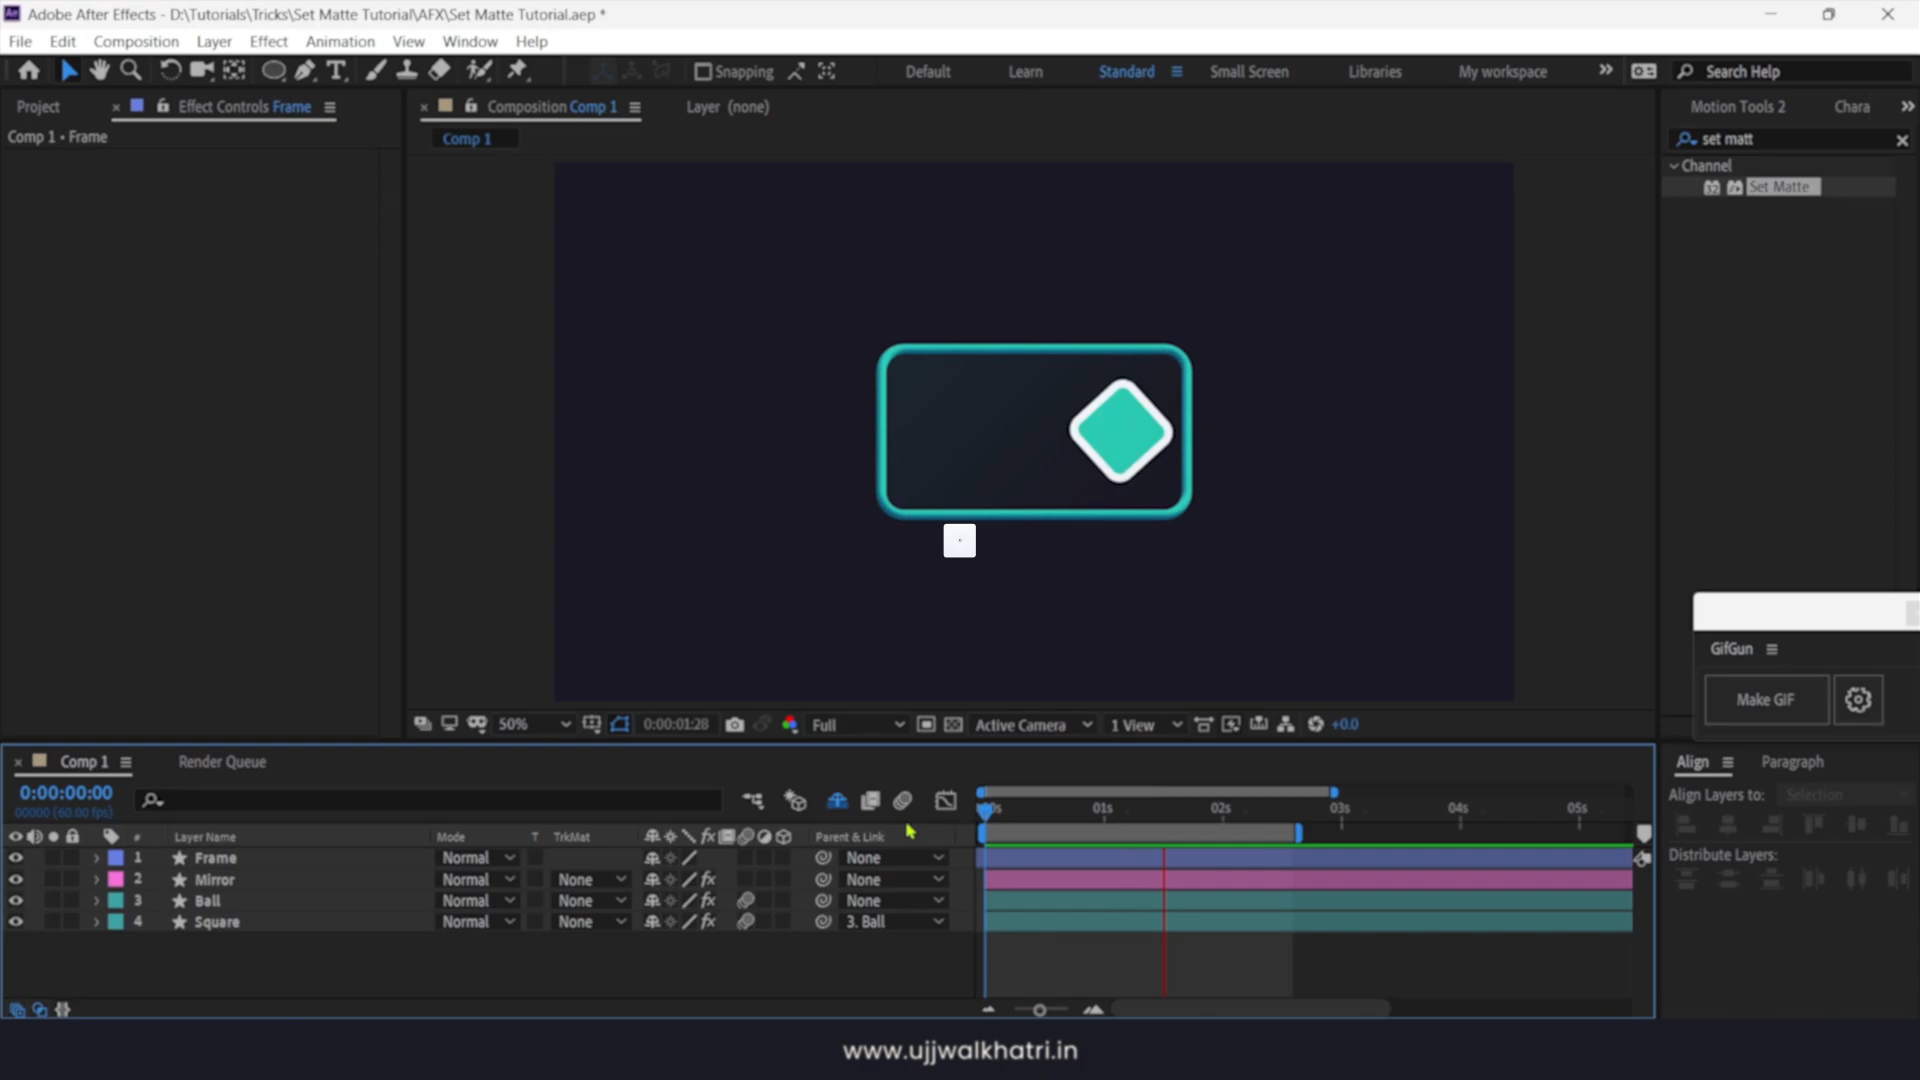 Adobe After Effects - D:\Tutorials\Tricks\Set Matte Tutorial\AFX\Set Matte Tutorial.aep *
File Edit Composition Layer Effect Animation View Window Help
Snapping Default Learn Standard Small Screen Libraries My workspace Search Help
Project Effect Controls Frame Composition Comp 1 Layer (none) Motion Tools 2 Chara
Comp 1 • Frame Comp 1 set matt
Channel
Set Matte
GifGun
Make GIF
50% 0:00:01:28 Full Active Camera 1 View +0.0
Comp 1 Render Queue Align Paragraph
0:00:00:00
00000 (60.00 fps)
Align Layers to: Selection
01s 02s 03s 04s 05s
# Layer Name Mode T TrkMat Parent & Link
Distribute Layers:
1 Frame Normal None
2 Mirror Normal None None
3 Ball Normal None None
4 Square Normal None 3. Ball
www.ujjwalkhatri.in